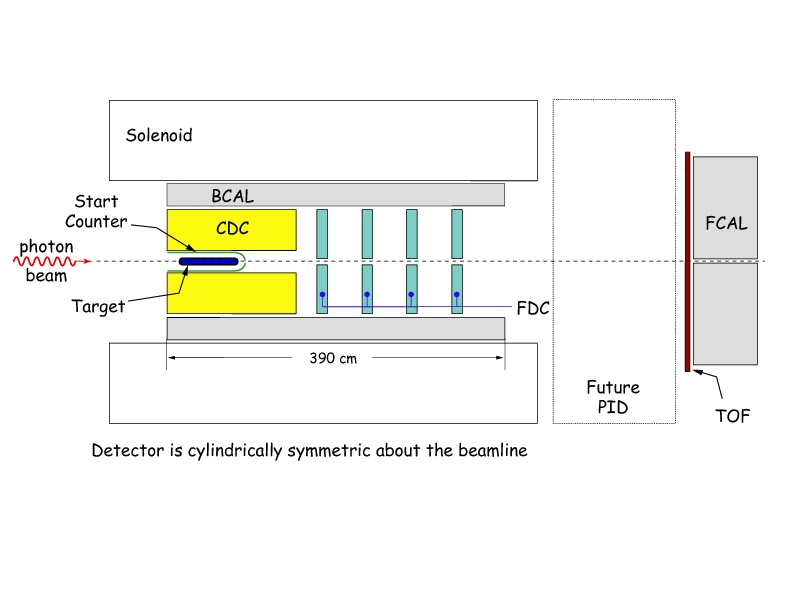 Solenoid
BCAL
Start
Counter
CDC
photon
beam
Target
FCAL
FDC
390 cm
Future
PID
TOF
Detector is cylindrically symmetric about the beamline